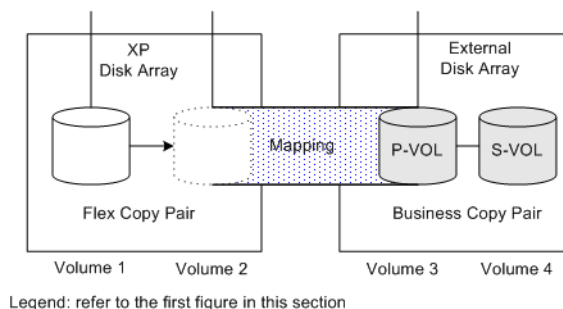 XP
Disk Array
External
Disk Array
Mapping
P-VOL
S-VOL
Flex Copy Pair
Business Copy Pair
Volume 1
Volume 2
Volume 3
Volume 4
Legend: refer to the first figure in this section